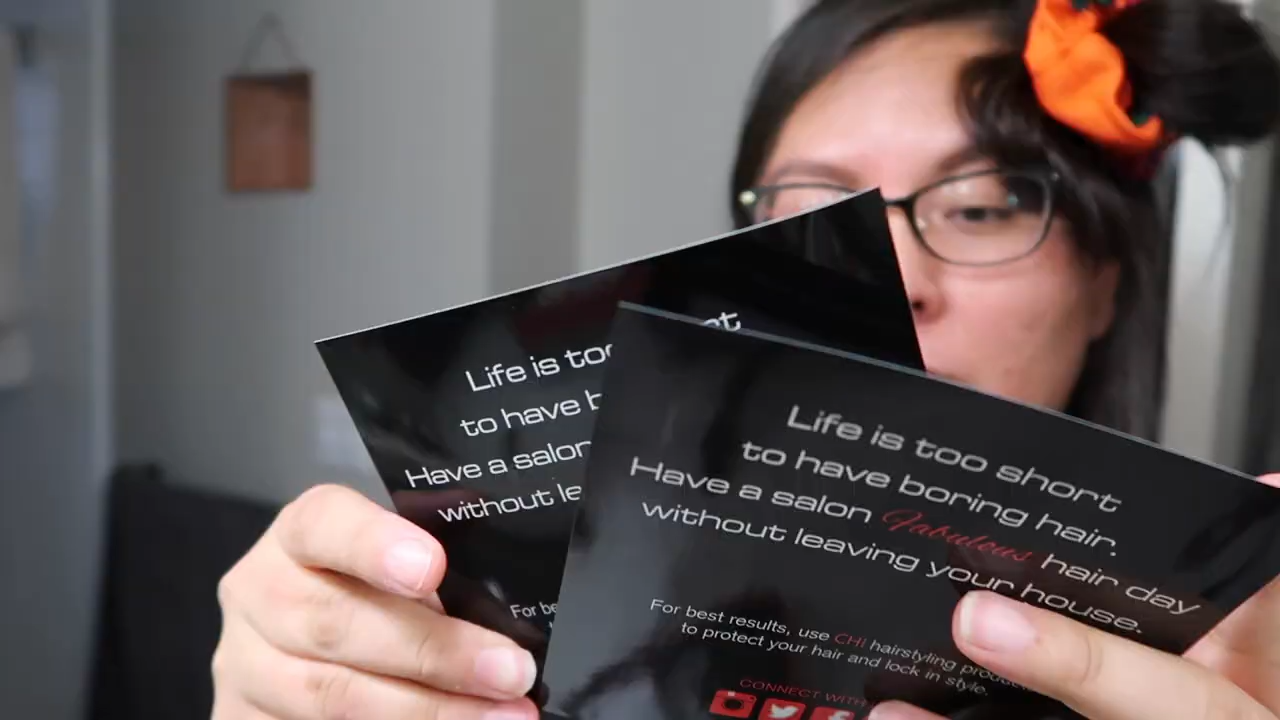 Life is too
to have
Have a salon
without
For
Life is too short
to have boring hair.
Have a salon Fabulous hair day
without leaving your house.
For best results, use CHI hairstyling
to protect your hair and lock in style.
CONNECT WITH